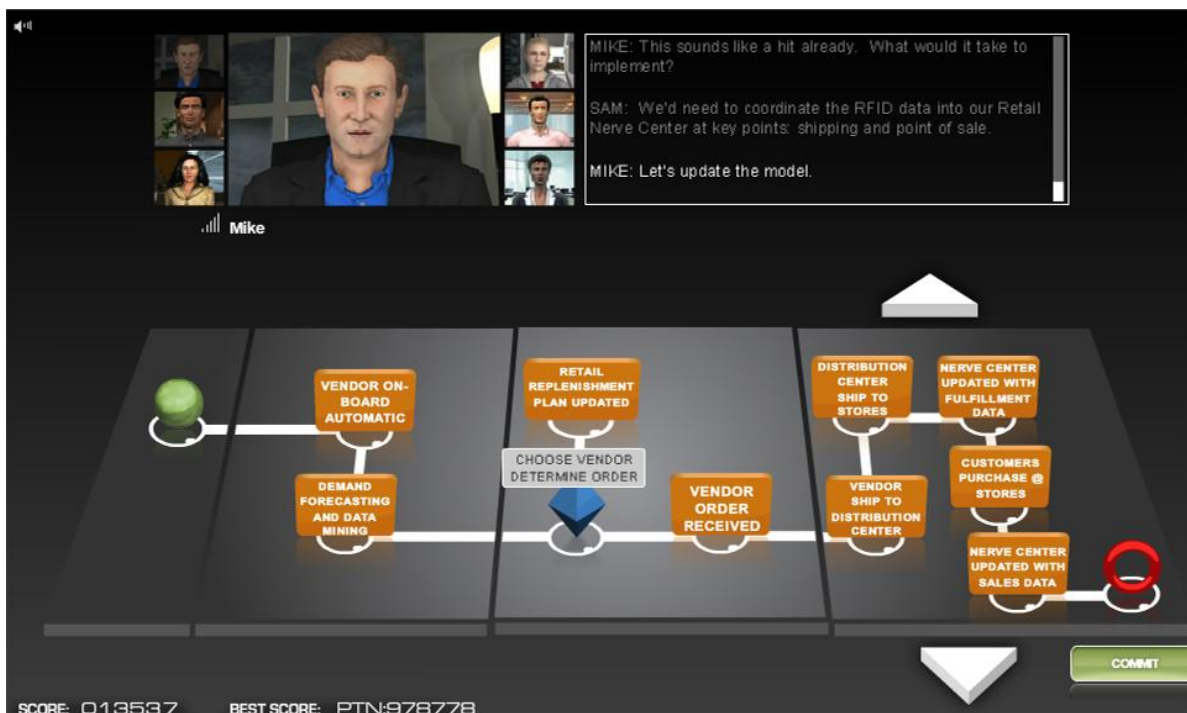 MIKE: This sounds like a hit already. What would it take to
implement?
SAM: We'd need to coordinate the RFID data into our Retail
Nerve Center at key points: shipping and point of sale.
MIKE: Let's update the model.
Mike
VENDOR ON-
BOARD
AUTOMATIC
DEMAND
FORECASTING
AND DATA
MINING
RETAIL
REPLENISHMENT
PLAN UPDATED
CHOOSE VENDOR
DETERMINE ORDER
VENDOR
ORDER
RECEIVED
DISTRIBUTION
CENTER
SHIP TO
STORES
VENDOR
SHIP TO
DISTRIBUTION
CENTER
NERVE CENTER
UPDATED WITH
FULFILLMENT
DATA
CUSTOMERS
PURCHASE @
STORES
NERVE CENTER
UPDATED WITH
SALES DATA
COMMIT
SCORE: 013537 BEST SCORE: PTN:978778